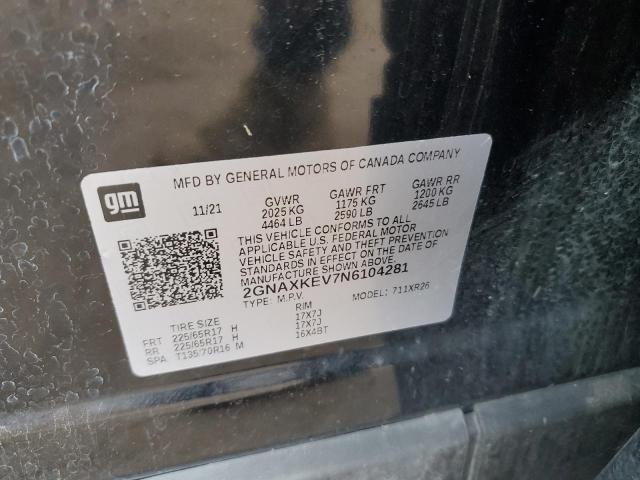 MFD BY GENERAL MOTORS OF CANADA COMPANY
gm
11/21 GVWR GAWR FRT GAWR RR
2025 KG 1175 KG 1200 KG
4464 LB 2590 LB 2645 LB
THIS VEHICLE CONFORMS TO ALL
APPLICABLE U.S. FEDERAL MOTOR
VEHICLE SAFETY AND THEFT PREVENTION
STANDARDS IN EFFECT ON THE DATE OF
MANUFACTURE SHOWN ABOVE.
2GNAXKEV7N6104281
TYPE: M.P.V. MODEL: 711XR26
TIRE SIZE RIM
FRT 225/65R17 H 17X7J
RR 225/65R17 H 17X7J
SPA T135/70R16 M 16X4BT